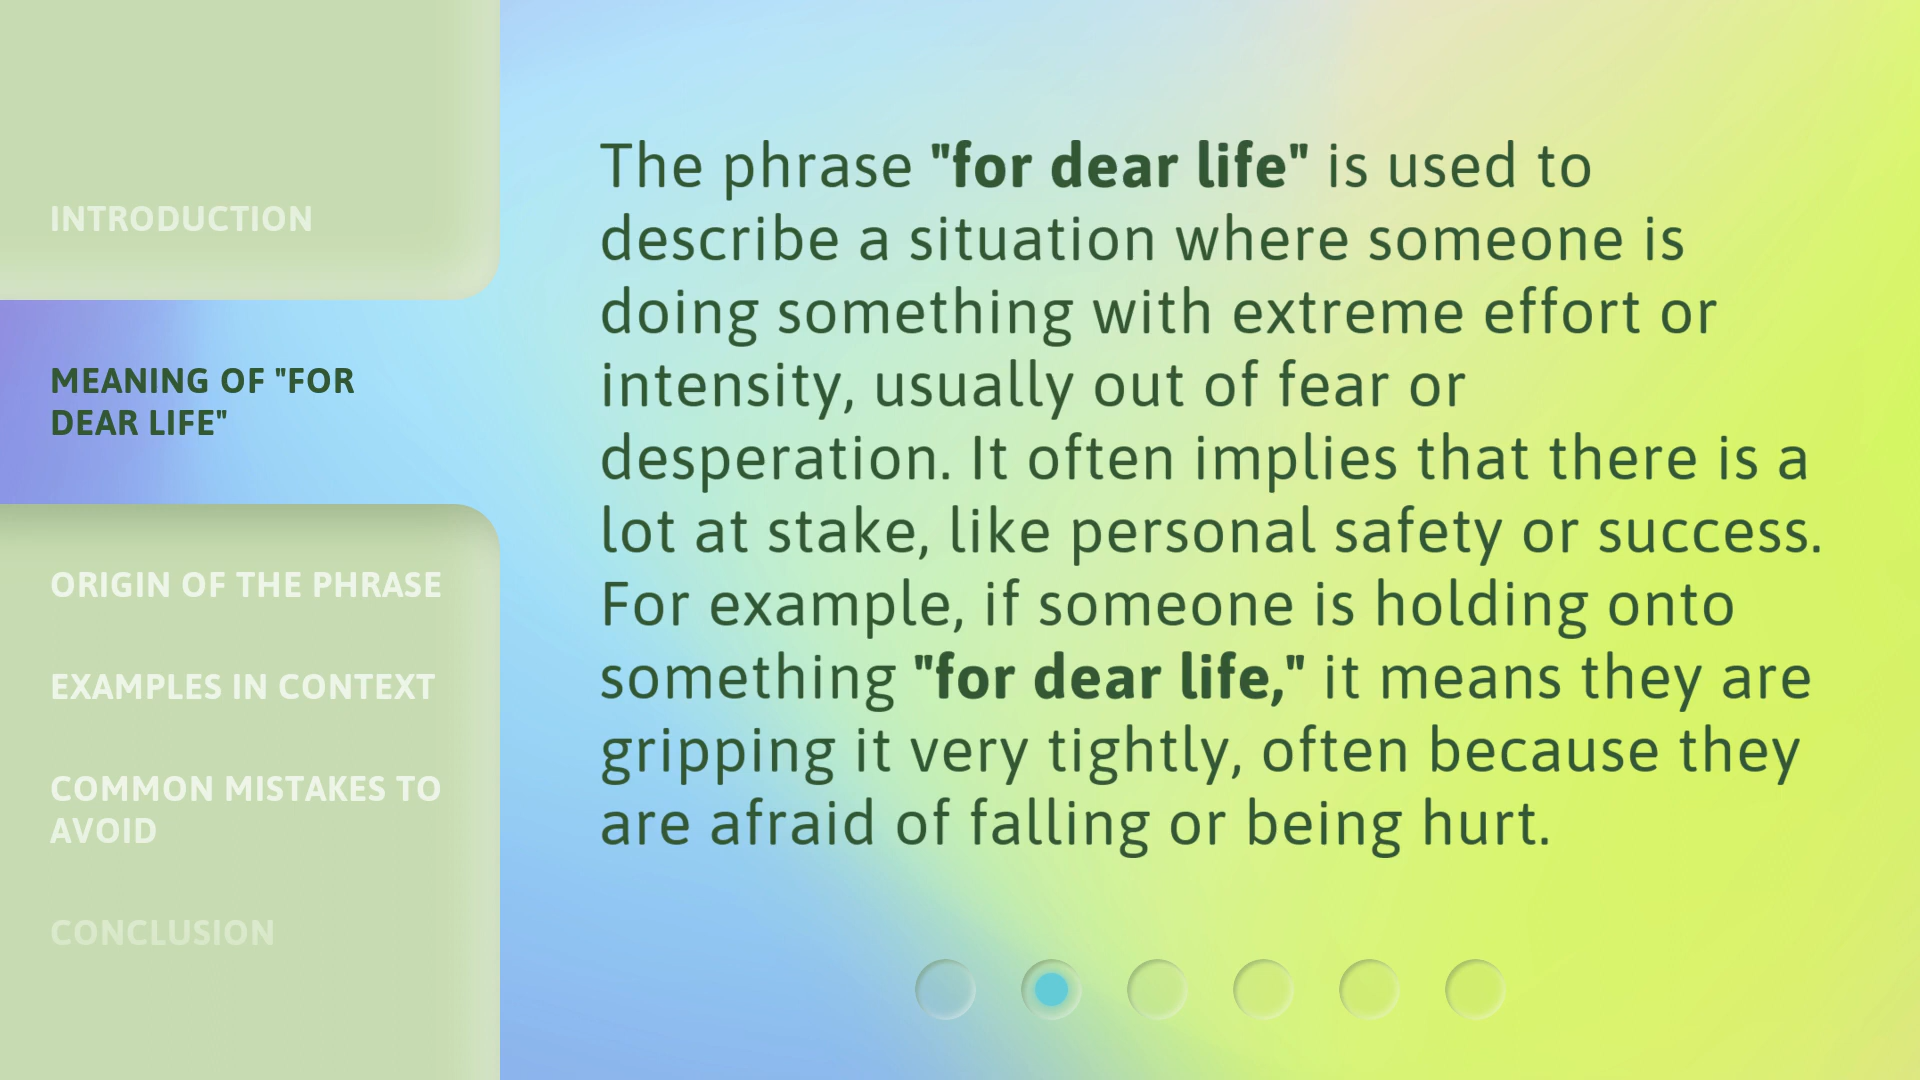 INTRODUCTION
MEANING OF "FOR
DEAR LIFE"
ORIGIN OF THE PHRASE
EXAMPLES IN CONTEXT
COMMON MISTAKES TO
AVOID
CONCLUSION
The phrase "for dear life" is used to
describe a situation where someone is
doing something with extreme effort or
intensity, usually out of fear or
desperation. It often implies that there is a
lot at stake, like personal safety or success.
For example, if someone is holding onto
something "for dear life," it means they are
gripping it very tightly, often because they
are afraid of falling or being hurt.